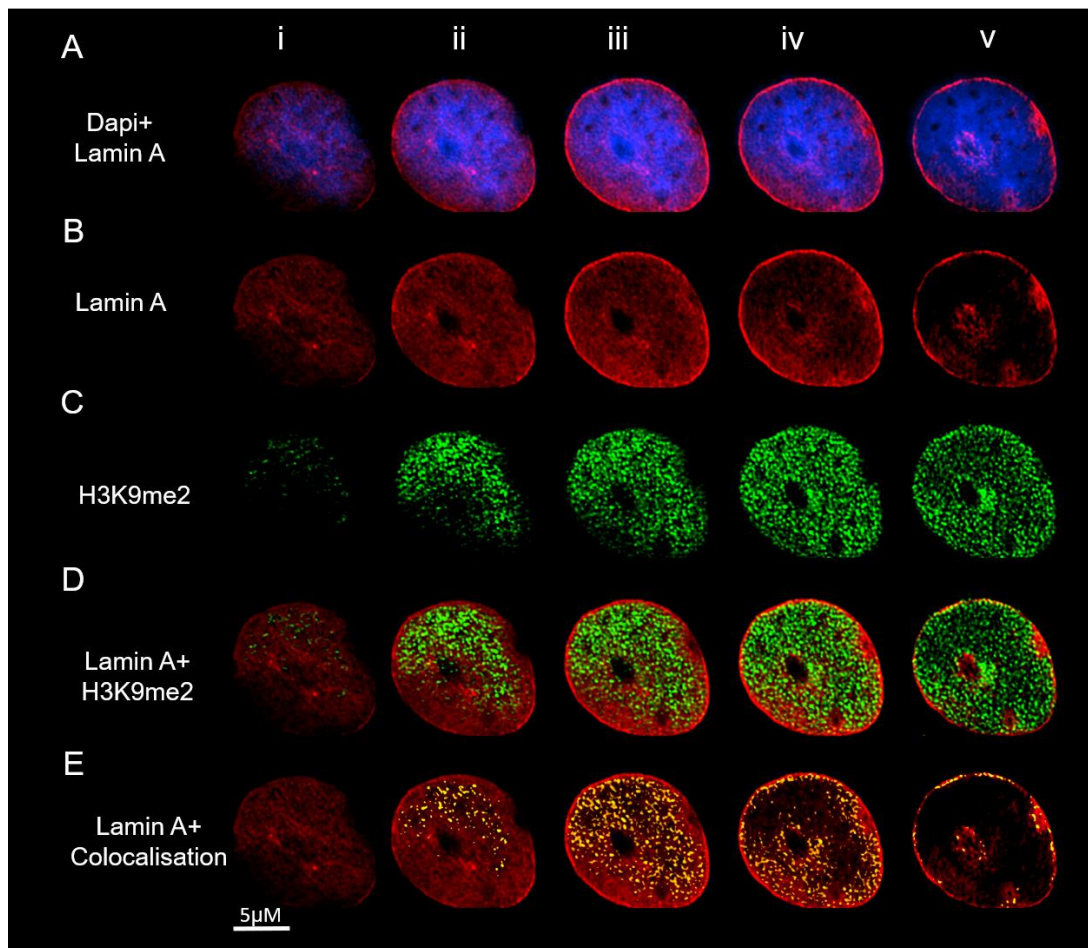 A
i
ii
iii
iv
v
Dapi+
Lamin A
B
Lamin A
C
H3K9me2
D
Lamin A+
H3K9me2
E
Lamin A+
Colocalisation
5μM